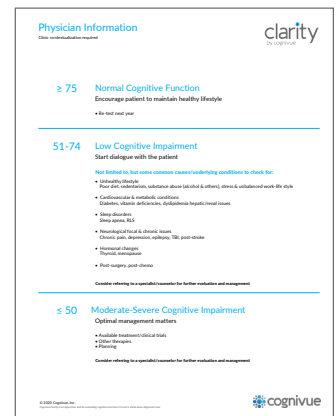 Physician Information
Clinic contextualization required
clarity
by cognivue
≥ 75
Normal Cognitive Function
Encourage patient to maintain healthy lifestyle
• Re-test next year
51-74
Low Cognitive Impairment
Start dialogue with the patient
Not limited to, but some common causes/underlying conditions to check for:
• Unhealthy lifestyle
Poor diet, sedentarism, substance abuse (alcohol & others), stress & unbalanced work-life style
• Cardiovascular & metabolic conditions
Diabetes, vitamin deficiencies, dyslipidemia hepatic/renal issues
• Sleep disorders
Sleep apnea, RLS
• Neurological focal & chronic issues
Chronic pain, depression, epilepsy, TBI, post-stroke
• Hormonal changes
Thyroid, menopause
• Post-surgery, post-chemo
Consider referring to a specialist/counselor for further evaluation and management
≤ 50
Moderate-Severe Cognitive Impairment
Optimal management matters
• Available treatment/clinical trials
• Other therapies
• Planning
Consider referring to a specialist/counselor for further evaluation and management
© 2020 Cognivue, Inc.
cognivue